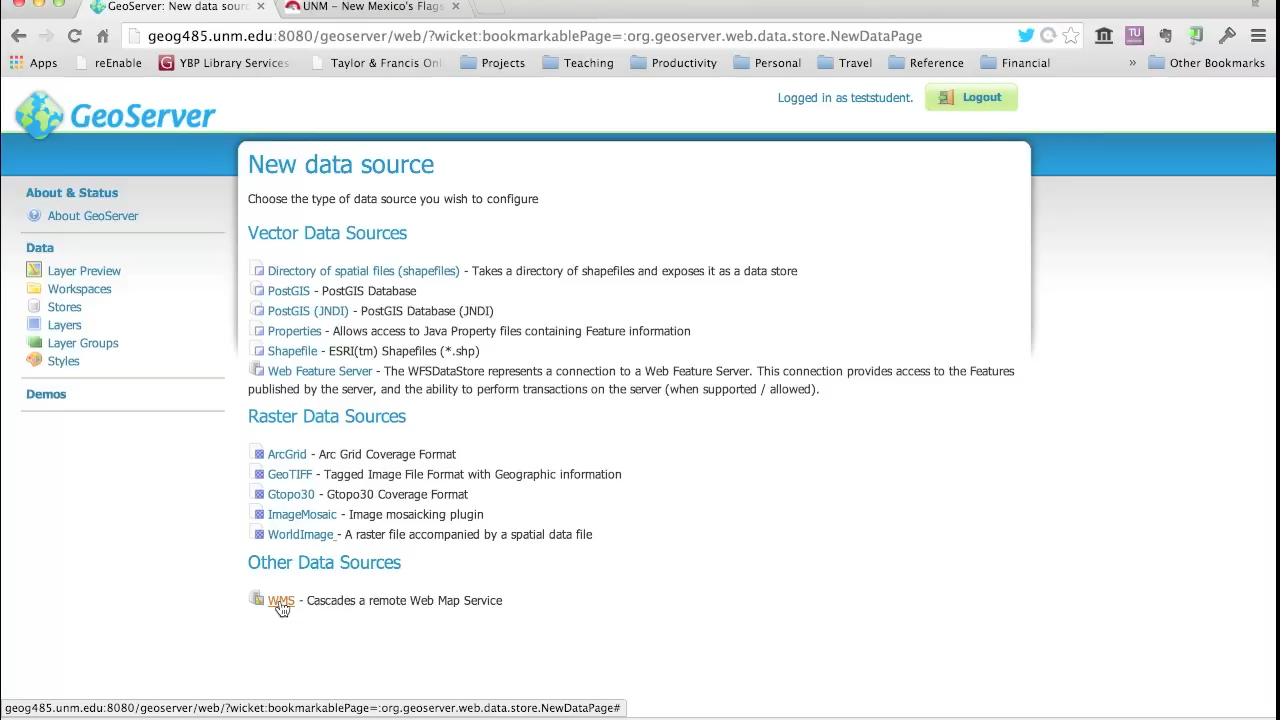 GeoServer: New data sourc
UNM – New Mexico's Flags
geog485.unm.edu:8080/geoserver/web/?wicket:bookmarkablePage=:org.geoserver.web.data.store.NewDataPage
TU
Apps
reEnable
YBP Library Service
Taylor & Francis Onl
Projects
Teaching
Productivity
Personal
Travel
Reference
Financial
»
Other Bookmarks
GeoServer
Logged in as teststudent.
Logout
About & Status
About GeoServer
Data
Layer Preview
Workspaces
Stores
Layers
Layer Groups
Styles
Demos
New data source
Choose the type of data source you wish to configure
Vector Data Sources
Directory of spatial files (shapefiles) - Takes a directory of shapefiles and exposes it as a data store
PostGIS - PostGIS Database
PostGIS (JNDI) - PostGIS Database (JNDI)
Properties - Allows access to Java Property files containing Feature information
Shapefile - ESRI(tm) Shapefiles (*.shp)
Web Feature Server - The WFSDataStore represents a connection to a Web Feature Server. This connection provides access to the Features
published by the server, and the ability to perform transactions on the server (when supported / allowed).
Raster Data Sources
ArcGrid - Arc Grid Coverage Format
GeoTIFF - Tagged Image File Format with Geographic information
Gtopo30 - Gtopo30 Coverage Format
ImageMosaic - Image mosaicking plugin
WorldImage - A raster file accompanied by a spatial data file
Other Data Sources
WMS - Cascades a remote Web Map Service
geog485.unm.edu:8080/geoserver/web/?wicket:bookmarkablePage=:org.geoserver.web.data.store.NewDataPage#